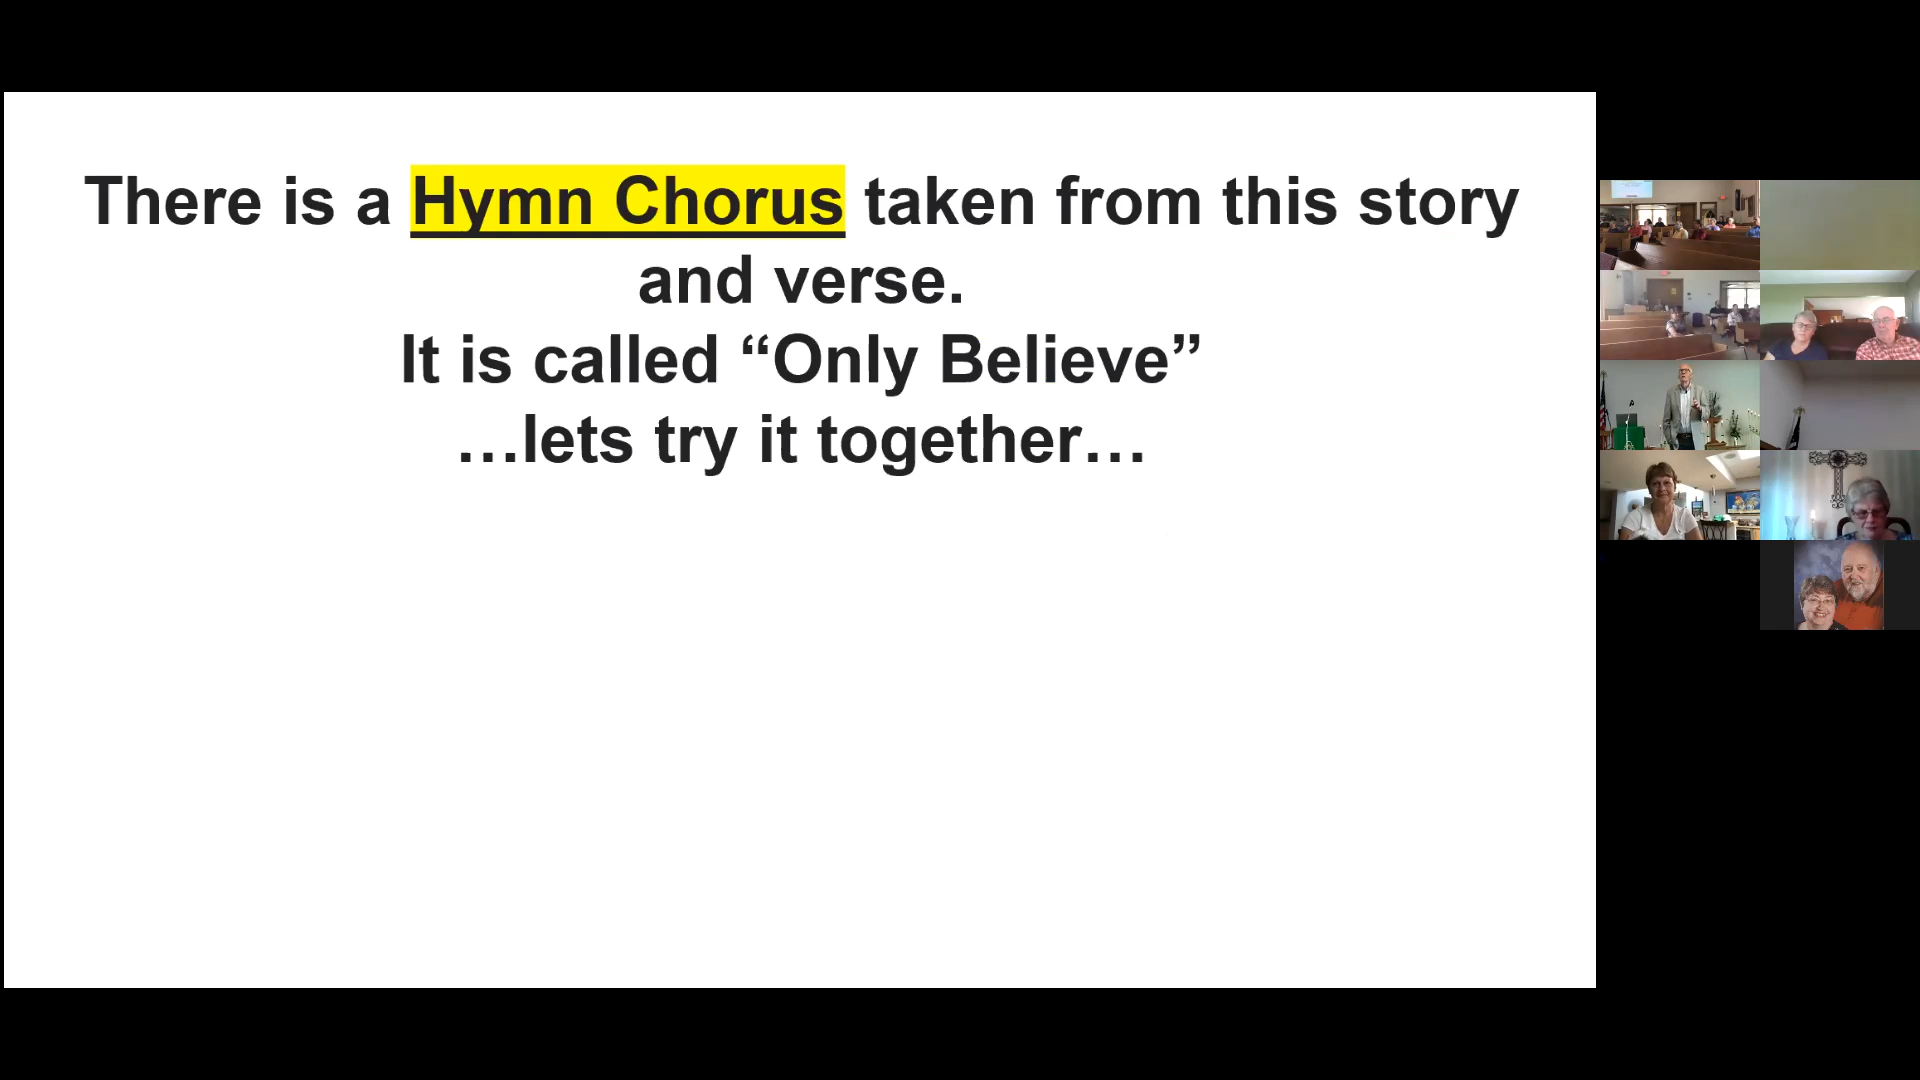 There is a Hymn Chorus taken from this story
and verse.
It is called “Only Believe”
…lets try it together…